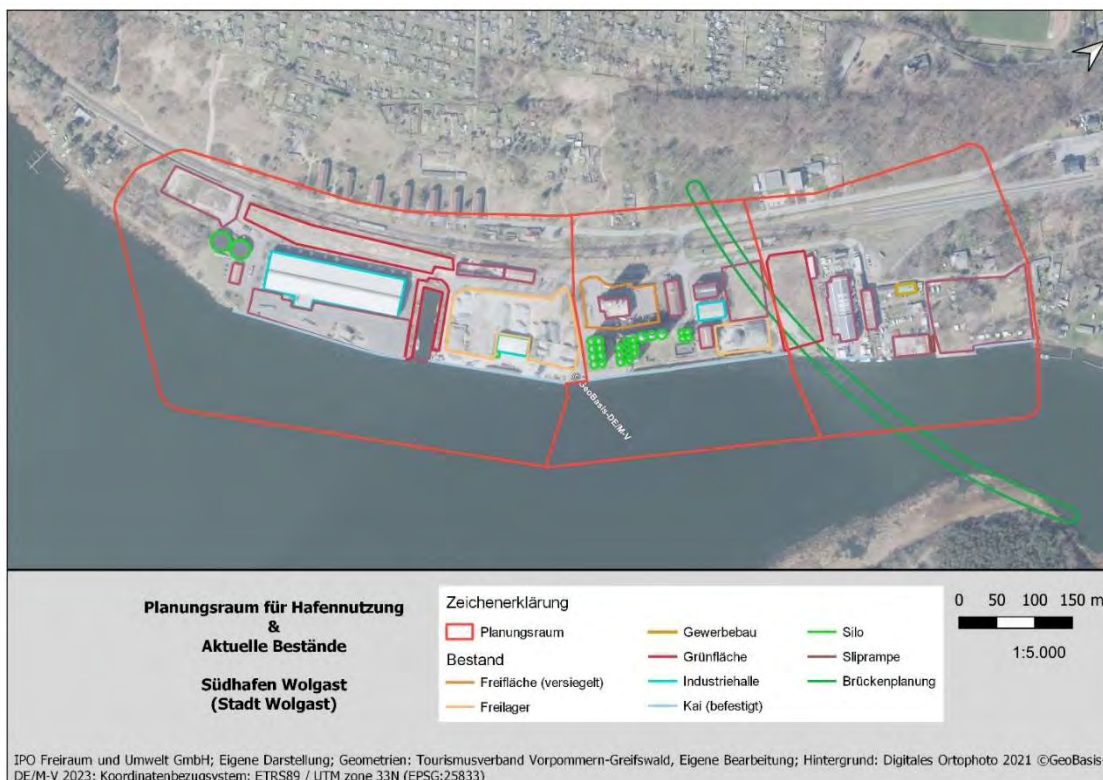 © GeoBasis-DE/M-V
Planungsraum für Hafennutzung
&
Aktuelle Bestände
Südhafen Wolgast
(Stadt Wolgast)
Zeichenerklärung
Planungsraum
Bestand
Freifläche (versiegelt)
Freilager
Gewerbebau
Grünfläche
Industriehalle
Kai (befestigt)
Silo
Sliprampe
Brückenplanung
0 50 100 150 m
1:5.000
IPO Freiraum und Umwelt GmbH; Eigene Darstellung; Geometrien: Tourismusverband Vorpommern-Greifswald, Eigene Bearbeitung; Hintergrund: Digitales Ortophoto 2021 ©GeoBasis-
DE/M-V 2023; Koordinatenbezugsystem: ETRS89 / UTM zone 33N (EPSG:25833)